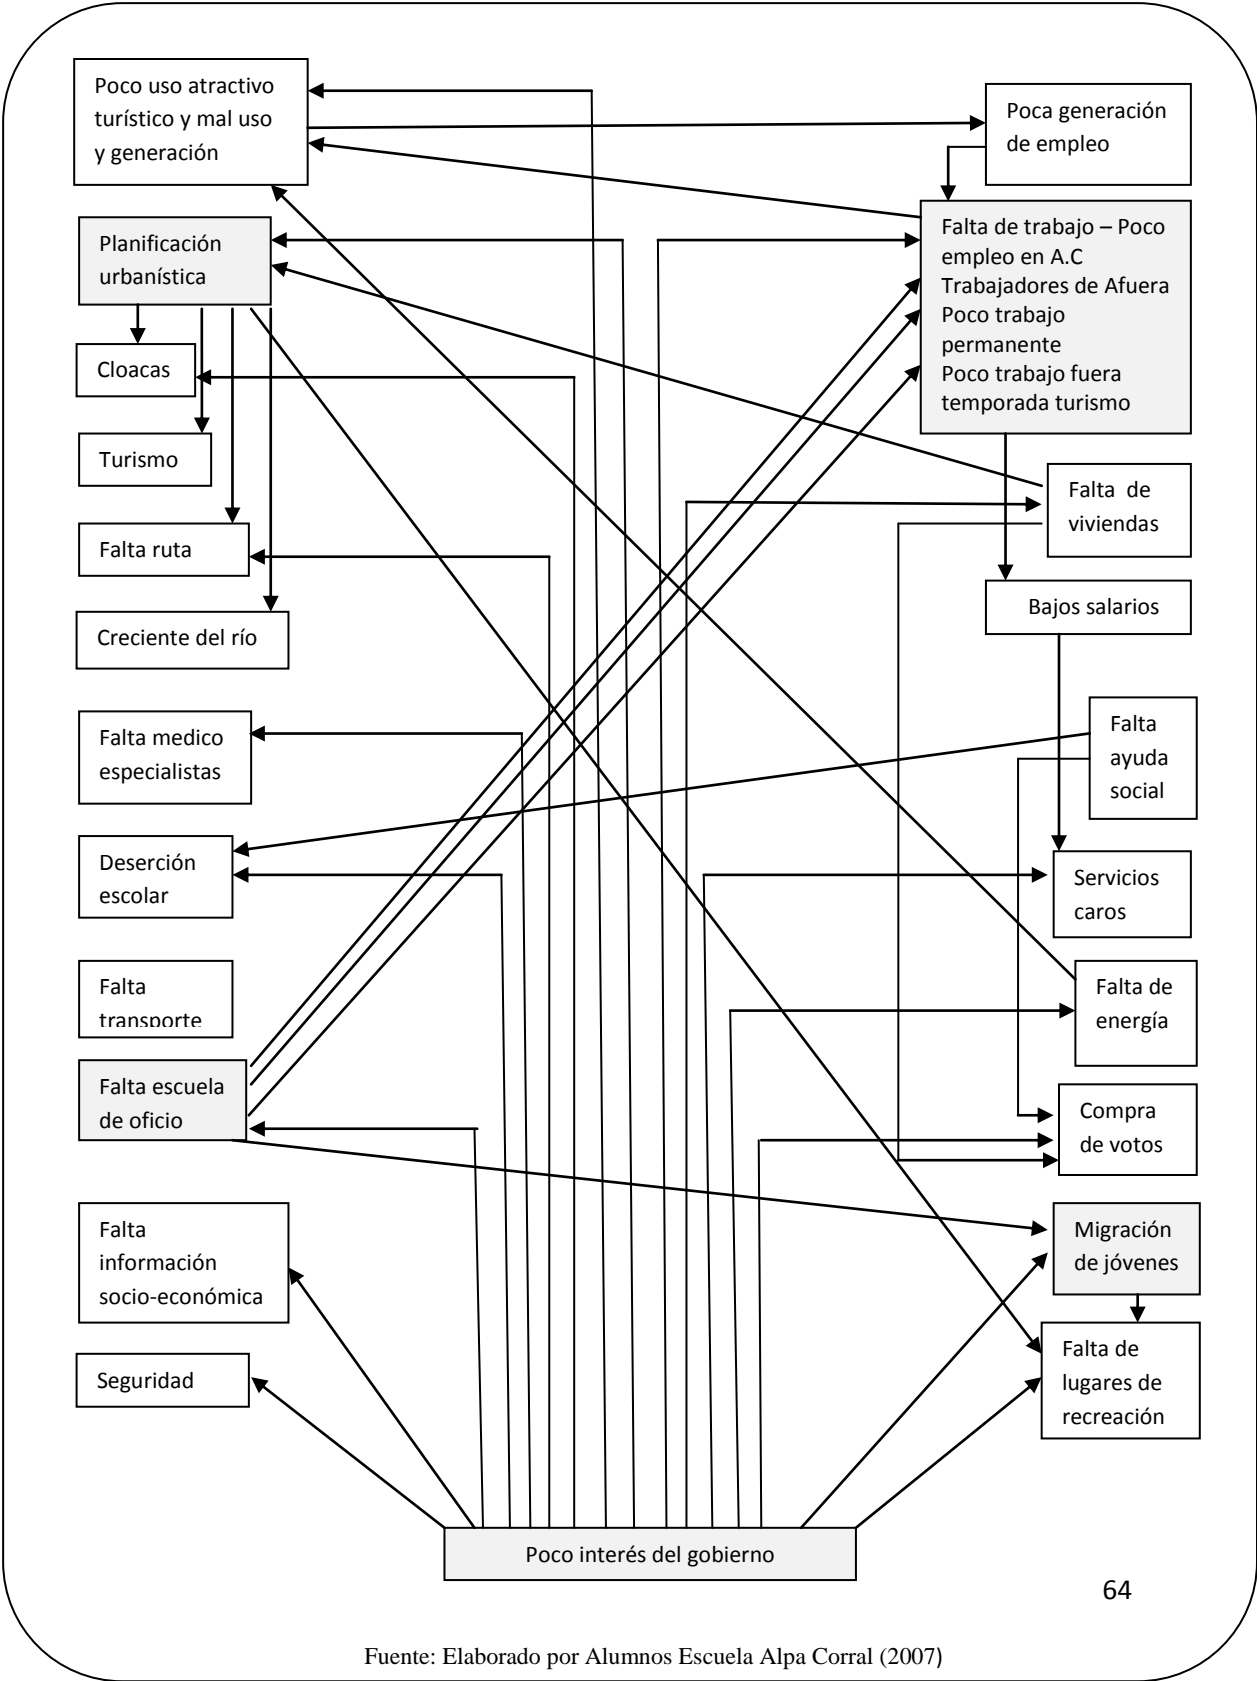 Poco uso atractivo
turístico y mal uso
y generación
Poca generación
de empleo
Planificación
urbanística
Falta de trabajo – Poco
empleo en A.C
Trabajadores de Afuera
Poco trabajo
permanente
Poco trabajo fuera
temporada turismo
Cloacas
Turismo
Falta de
viviendas
Falta ruta
Bajos salarios
Creciente del río
Falta medico
especialistas
Falta
ayuda
social
Deserción
escolar
Servicios
caros
Falta
transporte
Falta de
energía
Falta escuela
de oficio
Compra
de votos
Falta
información
socio-económica
Migración
de jóvenes
Seguridad
Falta de
lugares de
recreación
Poco interés del gobierno
64
Fuente: Elaborado por Alumnos Escuela Alpa Corral (2007)